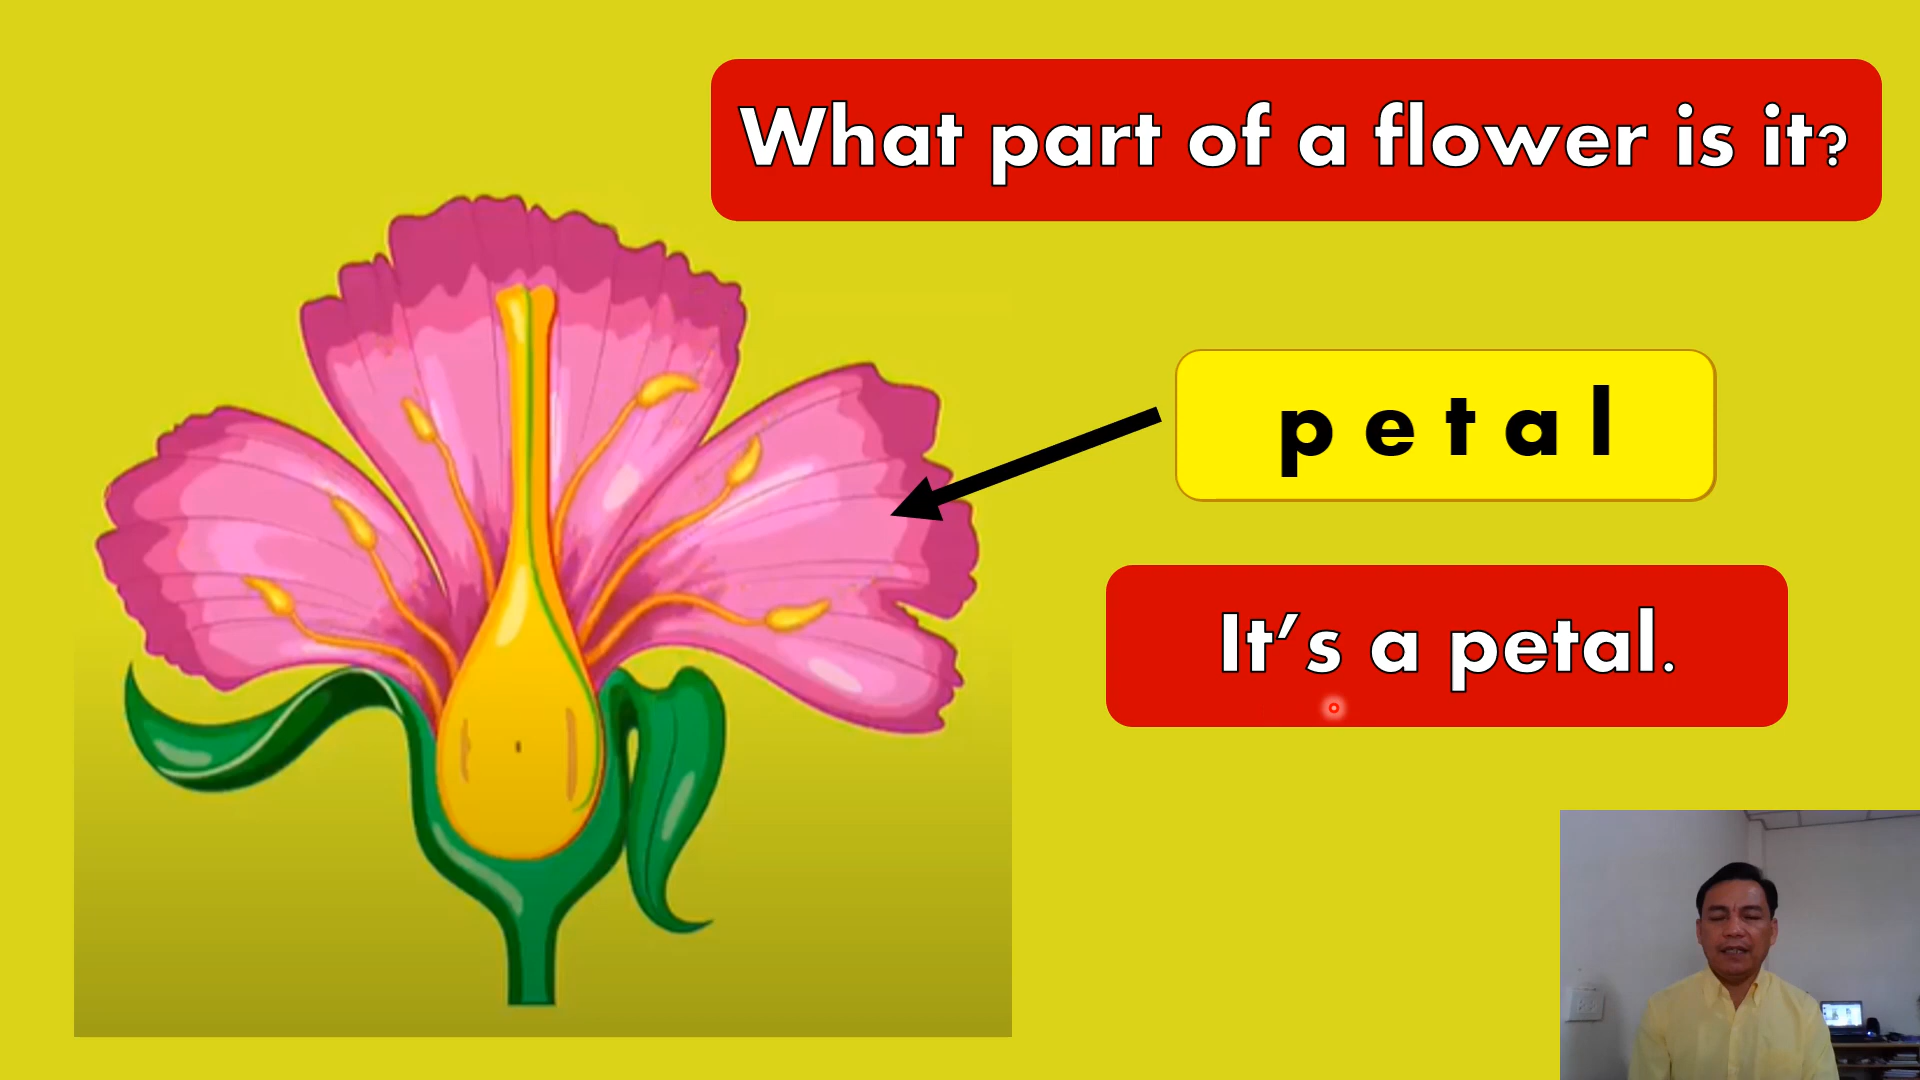 What part of a flower is it?
p e t a l
It’s a petal.